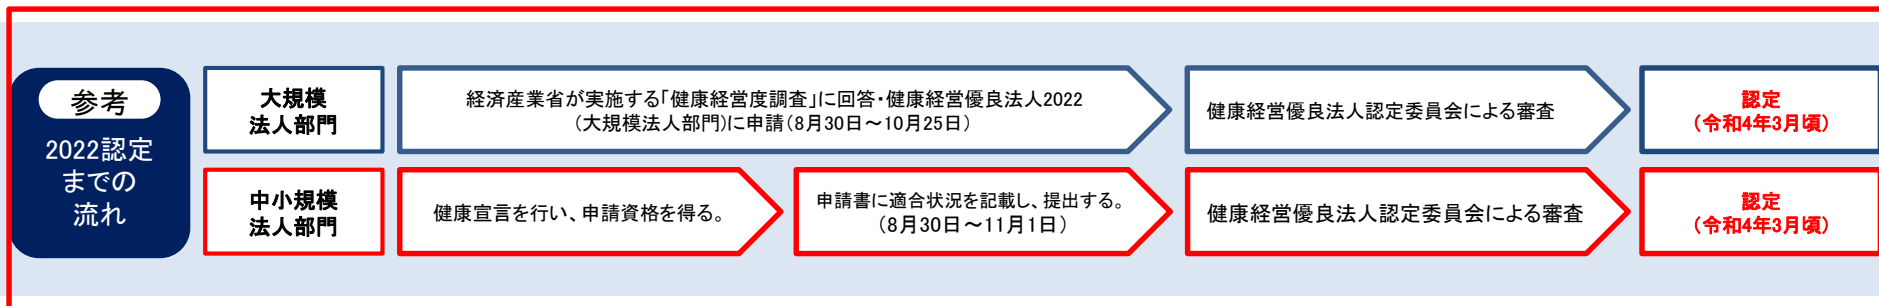 参考
2022認定
までの
流れ
大規模
法人部門
経済産業省が実施する「健康経営度調査」に回答・健康経営優良法人2022
(大規模法人部門)に申請(8月30日～10月25日)
健康経営優良法人認定委員会による審査
認定
(令和4年3月頃)
中小規模
法人部門
健康宣言を行い、申請資格を得る。
申請書に適合状況を記載し、提出する。
(8月30日～11月1日)
健康経営優良法人認定委員会による審査
認定
(令和4年3月頃)